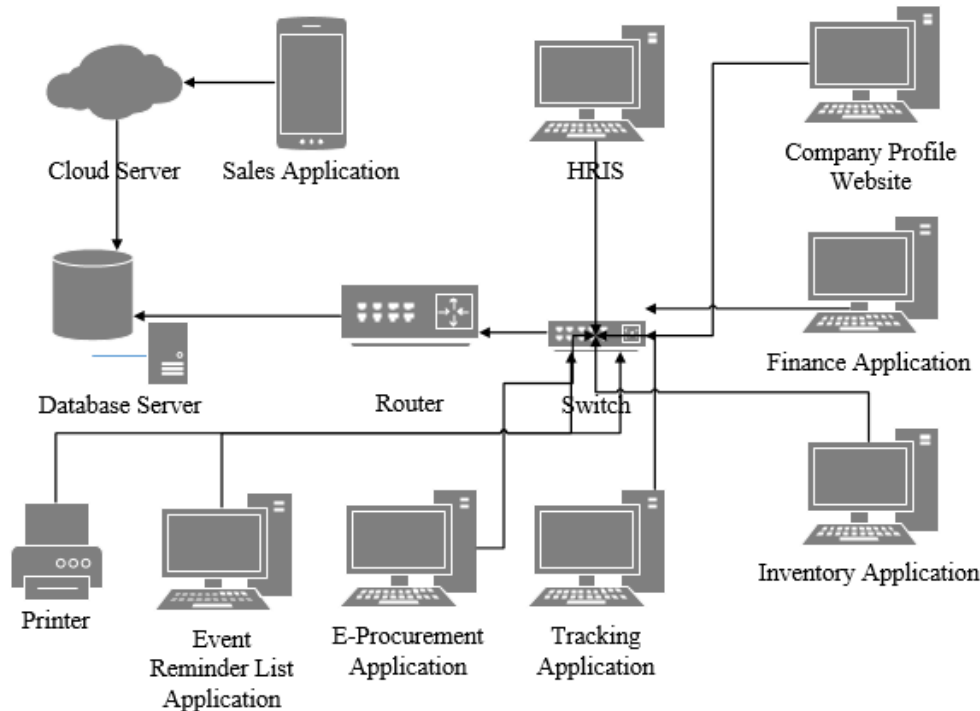 Cloud Server
Sales Application
HRIS
Company Profile
Website
Database Server
Router
Switch
Finance Application
Printer
Event
Reminder List
Application
E-Procurement
Application
Tracking
Application
Inventory Application